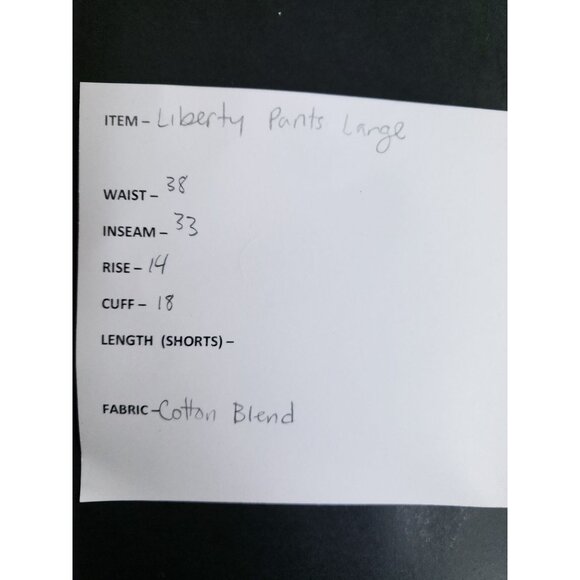 ITEM – Liberty Pants Large
WAIST – 38
INSEAM – 33
RISE – 14
CUFF – 18
LENGTH (SHORTS) –
FABRIC – Cotton Blend